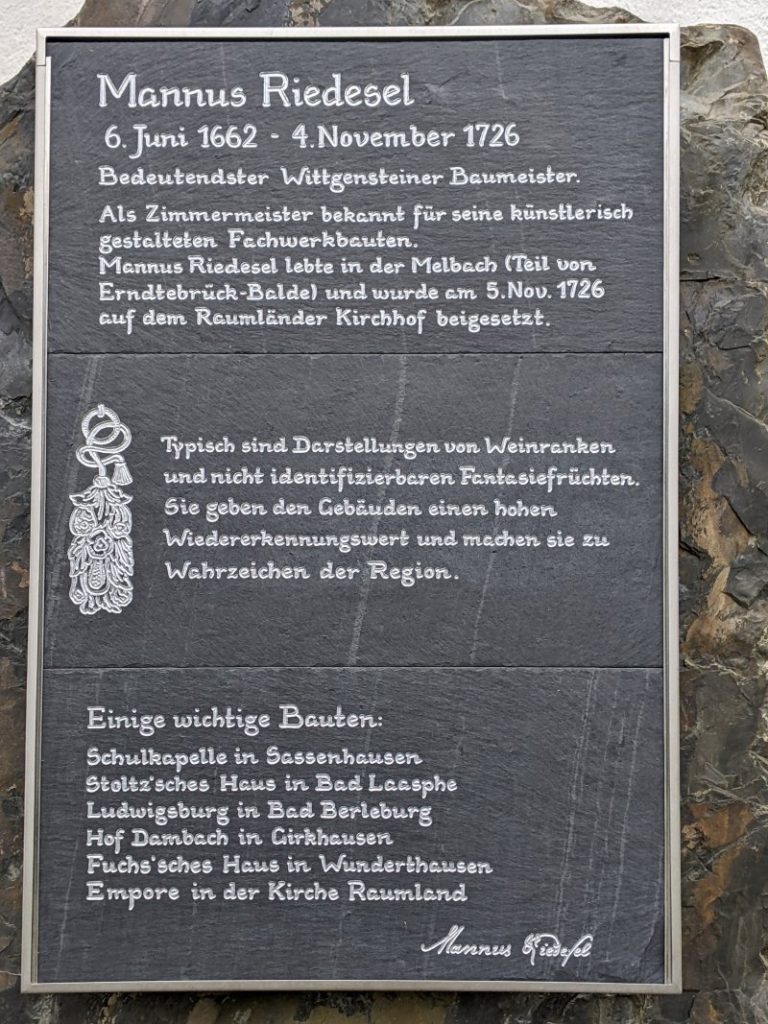 Mannus Riedesel
6. Juni 1662 - 4. November 1726
Bedeutendster Wittgensteiner Baumeister.
Als Zimmermeister bekannt für seine künstlerisch
gestalteten Fachwerkbauten.
Mannus Riedesel lebte in der Melbach (Teil von
Erndtebrück-Balde) und wurde am 5. Nov. 1726
auf dem Raumländer Kirchhof beigesetzt.
Typisch sind Darstellungen von Weinranken
und nicht identifizierbaren Fantasiefrüchten.
Sie geben den Gebäuden einen hohen
Wiedererkennungswert und machen sie zu
Wahrzeichen der Region.
Einige wichtige Bauten:
Schulkapelle in Sassenhausen
Stoltz'sches Haus in Bad Laasphe
Ludwigsburg in Bad Berleburg
Hof Dambach in Girkhausen
Fuchs'sches Haus in Wunderthausen
Empore in der Kirche Raumland
Mannus Riedesel